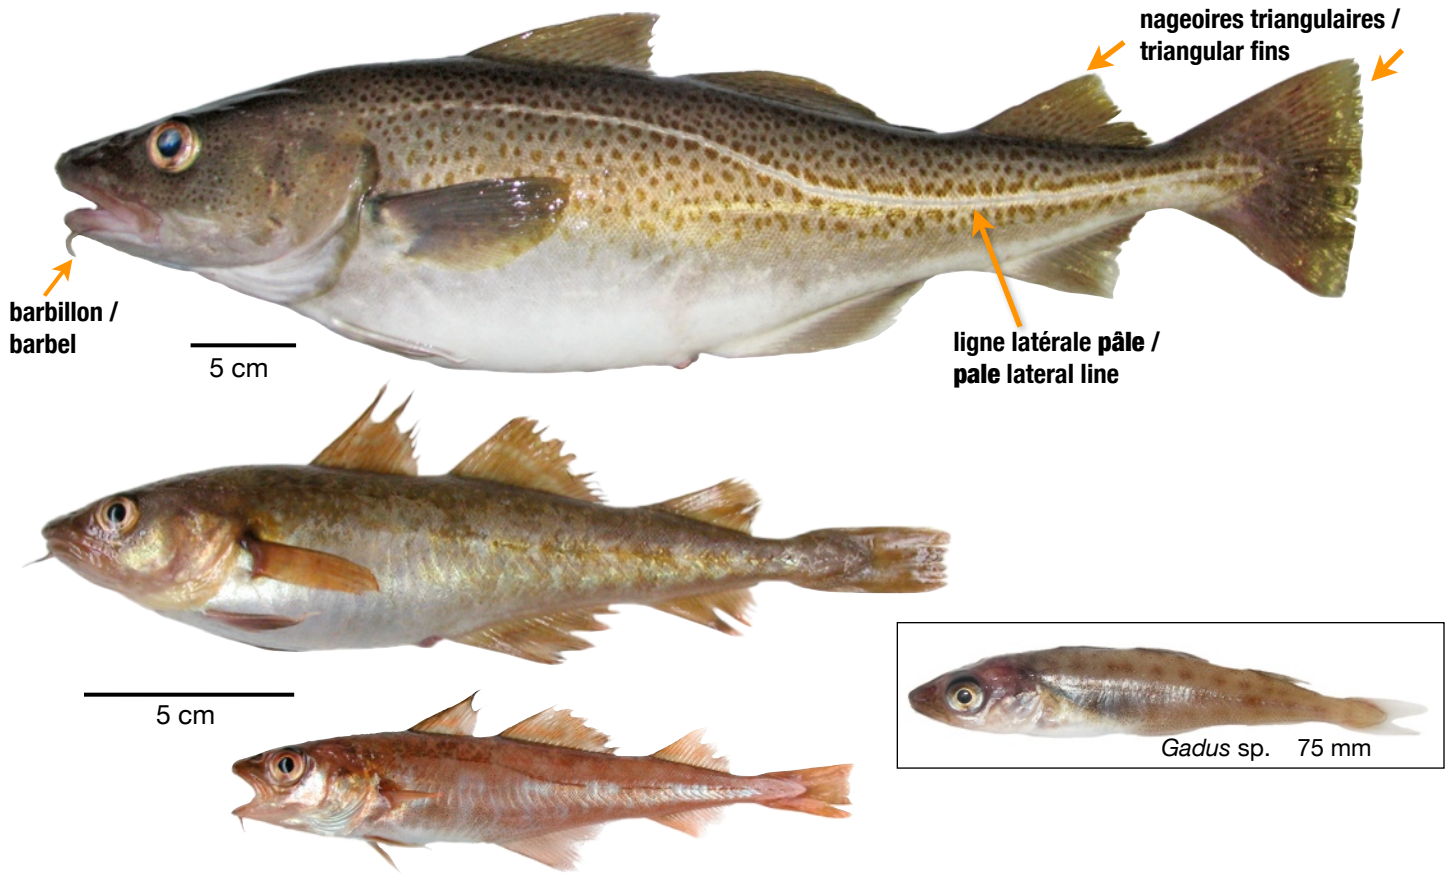 nageoires triangulaires /
triangular fins
barbillon /
barbel
5 cm
ligne latérale pâle /
pale lateral line
5 cm
Gadus sp. 75 mm